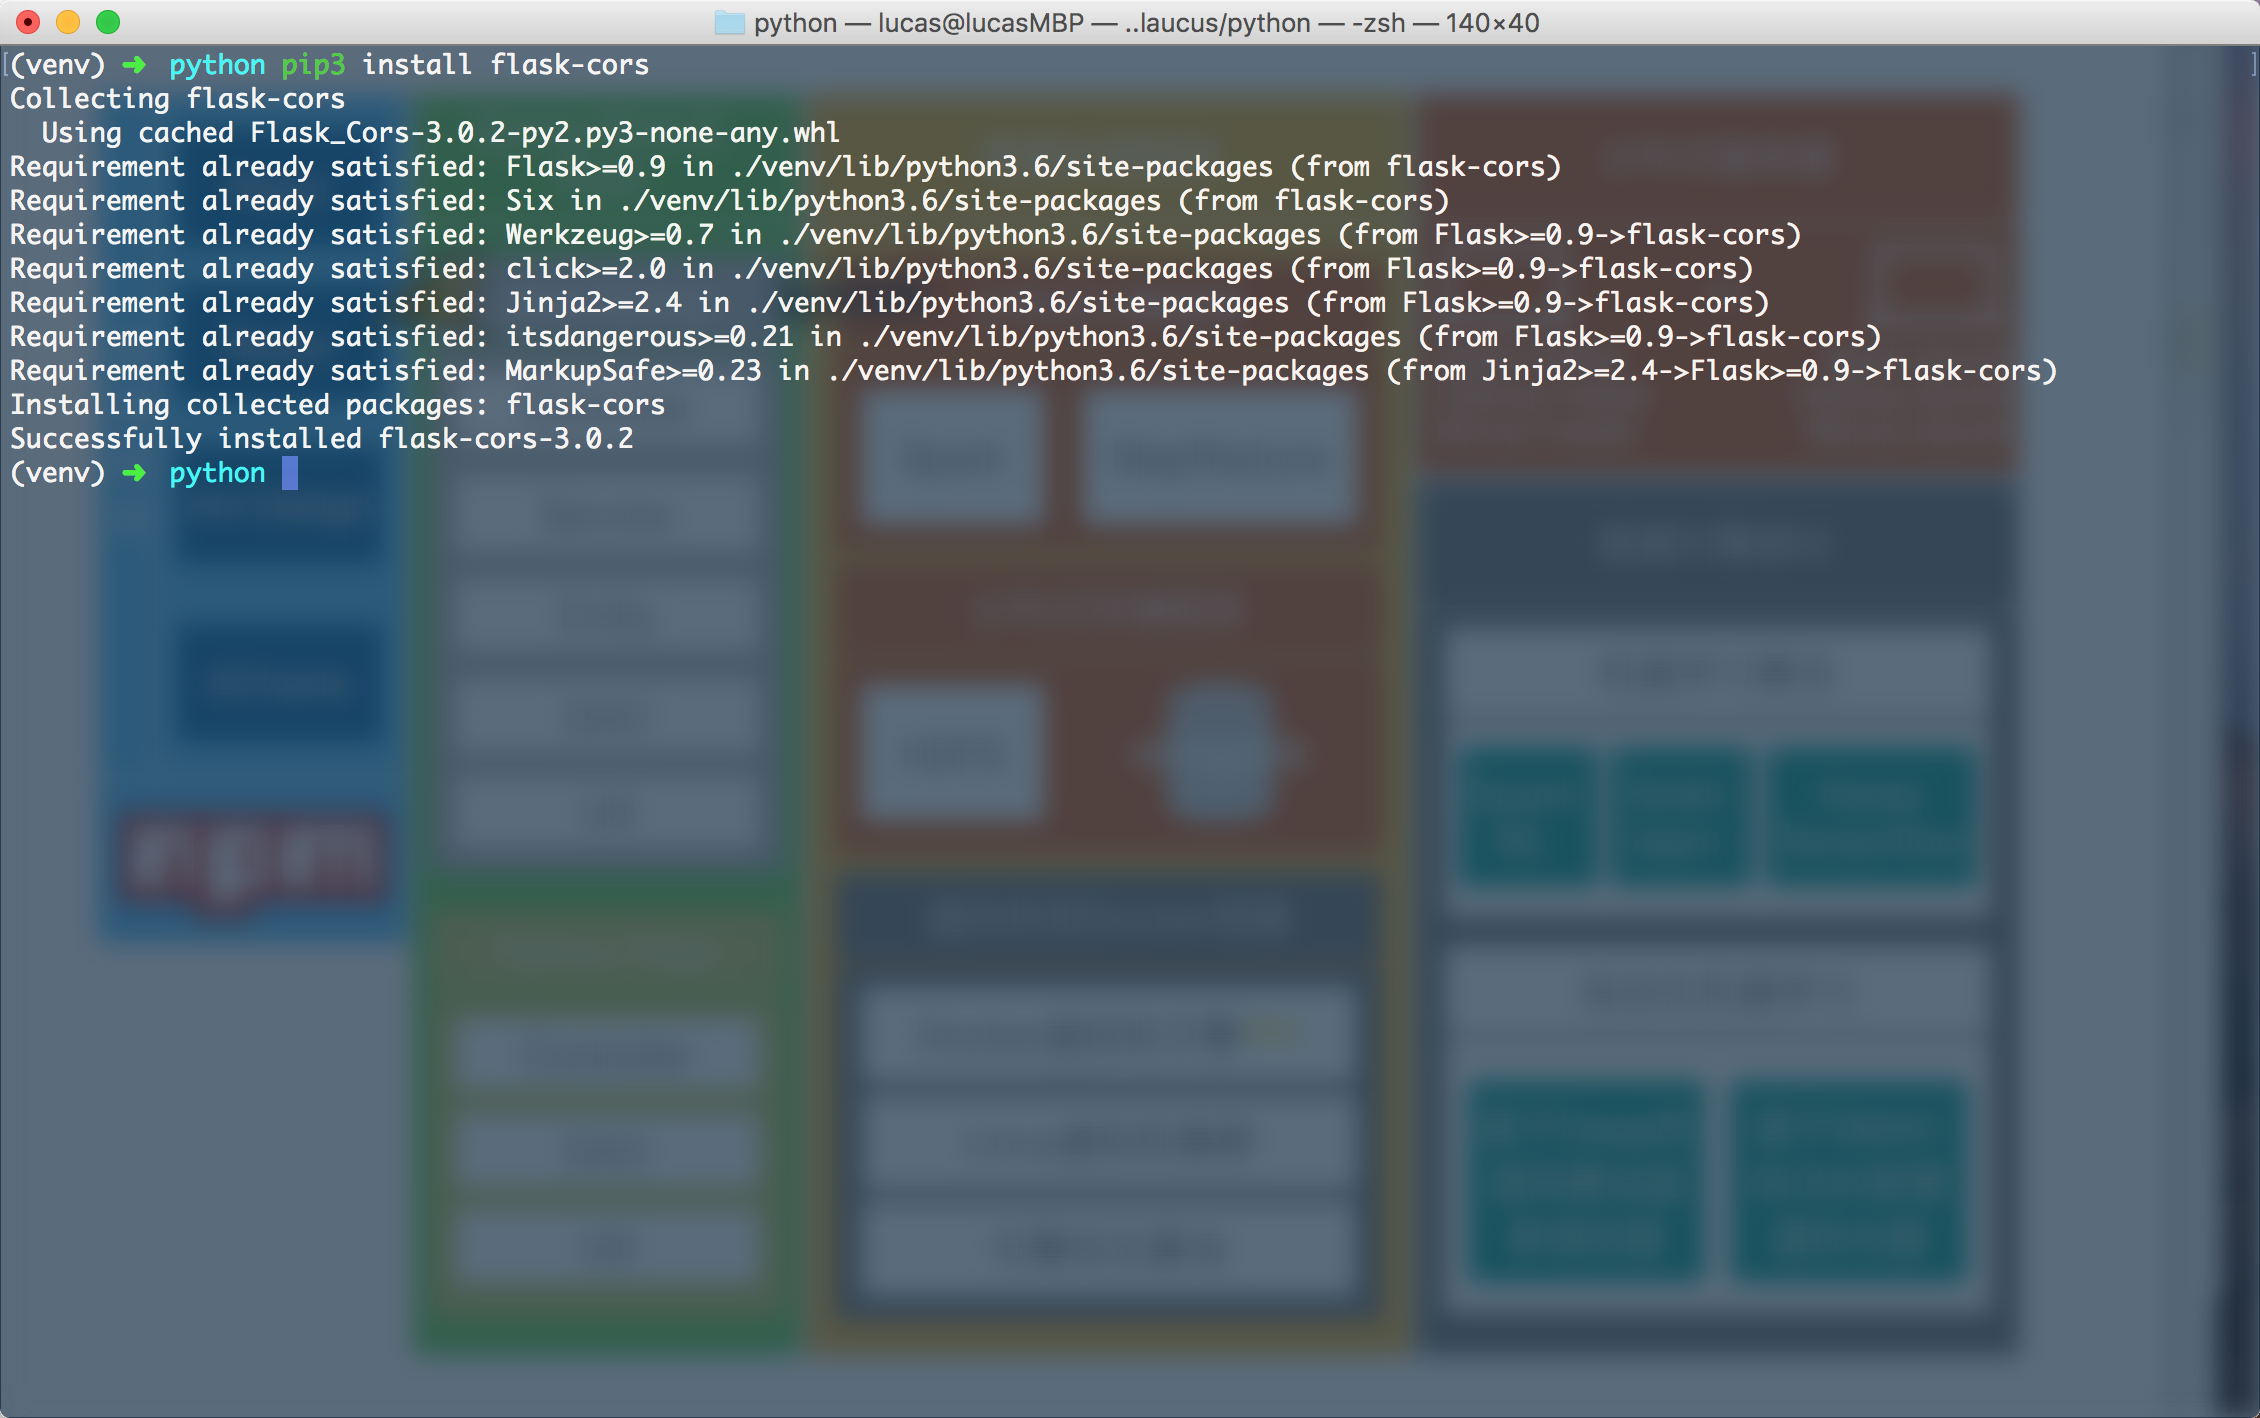 python — lucas@lucasMBP — ..laucus/python — -zsh — 140×40
(venv) ➜ python pip3 install flask-cors
Collecting flask-cors
Using cached Flask_Cors-3.0.2-py2.py3-none-any.whl
Requirement already satisfied: Flask>=0.9 in ./venv/lib/python3.6/site-packages (from flask-cors)
Requirement already satisfied: Six in ./venv/lib/python3.6/site-packages (from flask-cors)
Requirement already satisfied: Werkzeug>=0.7 in ./venv/lib/python3.6/site-packages (from Flask>=0.9->flask-cors)
Requirement already satisfied: click>=2.0 in ./venv/lib/python3.6/site-packages (from Flask>=0.9->flask-cors)
Requirement already satisfied: Jinja2>=2.4 in ./venv/lib/python3.6/site-packages (from Flask>=0.9->flask-cors)
Requirement already satisfied: itsdangerous>=0.21 in ./venv/lib/python3.6/site-packages (from Flask>=0.9->flask-cors)
Requirement already satisfied: MarkupSafe>=0.23 in ./venv/lib/python3.6/site-packages (from Jinja2>=2.4->Flask>=0.9->flask-cors)
Installing collected packages: flask-cors
Successfully installed flask-cors-3.0.2
(venv) ➜ python
npm